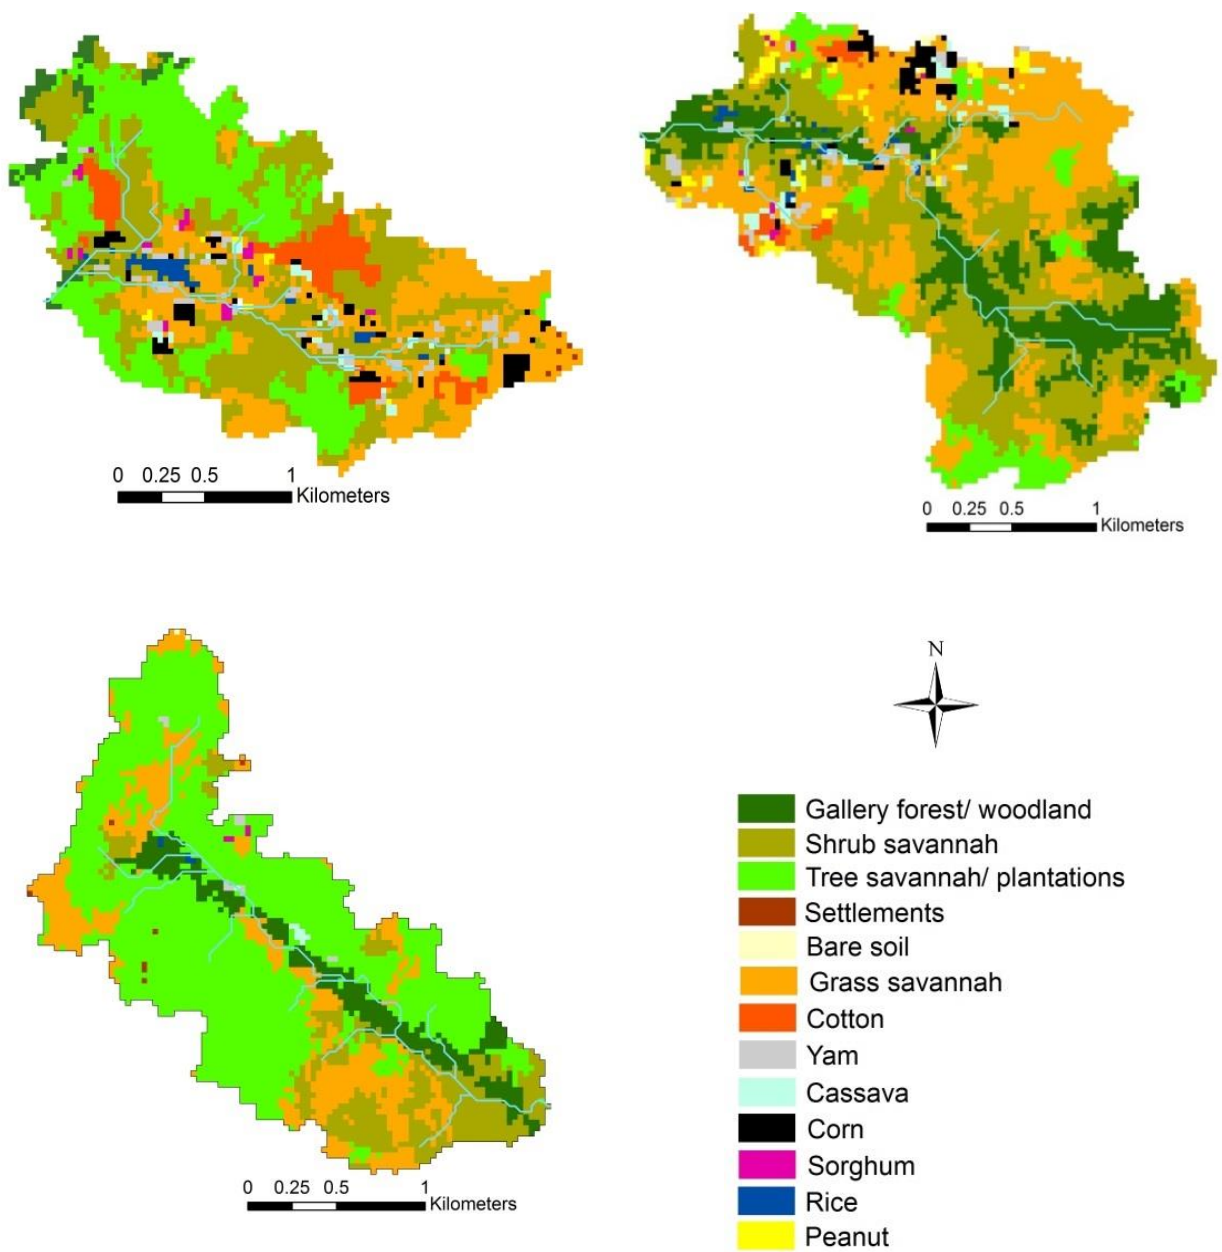 0 0.25 0.5 1
Kilometers
0 0.25 0.5 1
Kilometers
N
Gallery forest/ woodland
Shrub savannah
Tree savannah/ plantations
Settlements
Bare soil
Grass savannah
Cotton
Yam
Cassava
Corn
Sorghum
Rice
Peanut
0 0.25 0.5 1
Kilometers